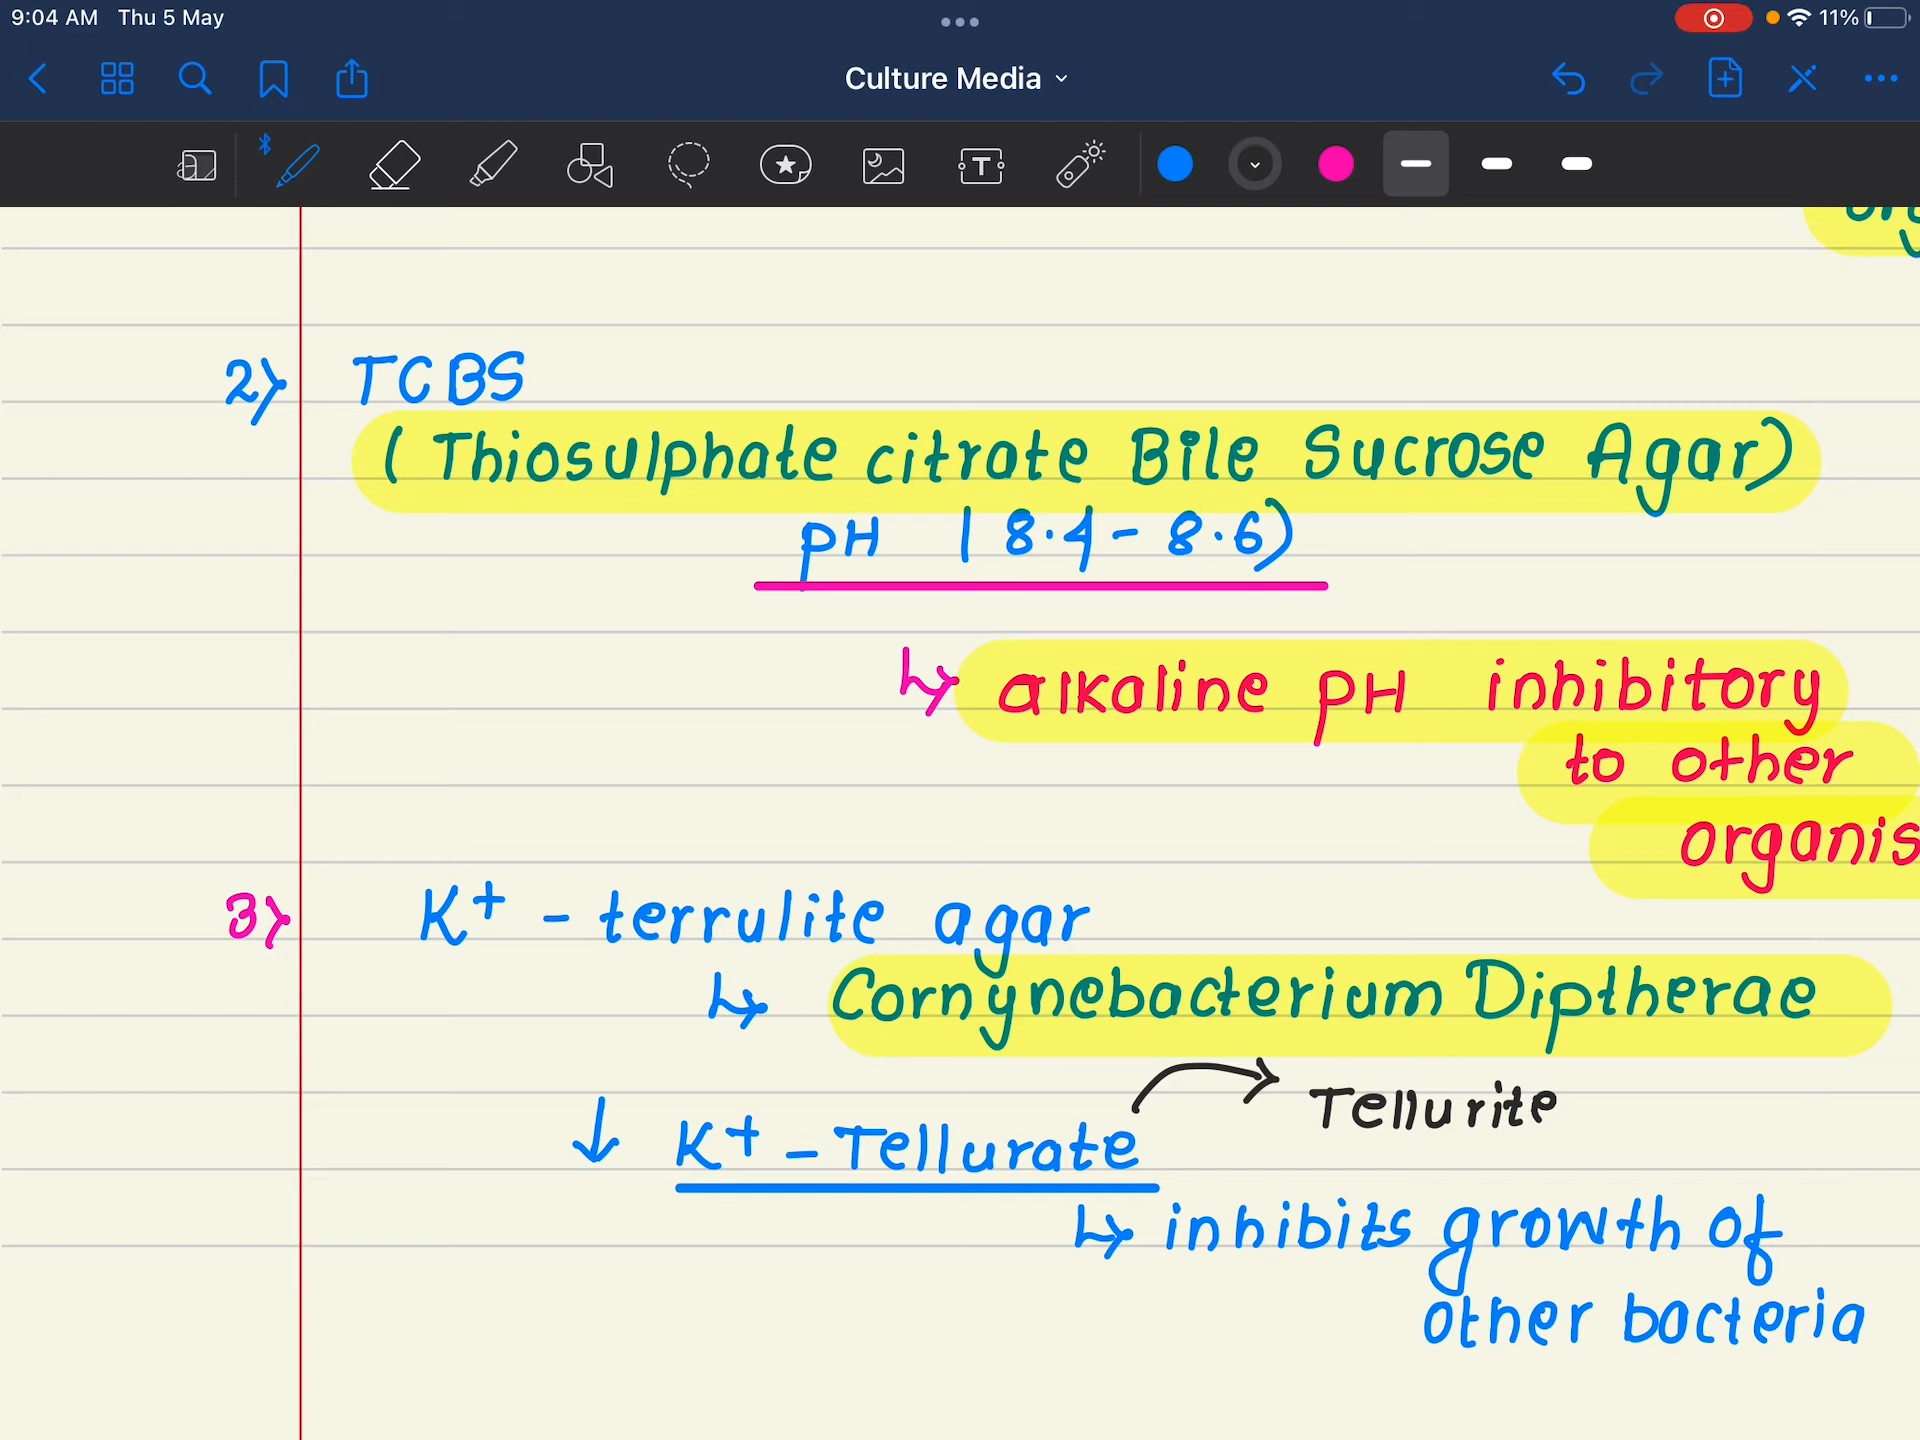 9:04 AM Thu 5 May
11%
Culture Media
2) TCBS
( Thiosulphate citrate Bile Sucrose Agar)
pH ( 8.4 - 8.6)
↳ alkaline pH inhibitory
to other
organis
3) K+ - terrulite agar
↳ Cornynebacterium Diptherae
↓ K+ - Tellurate → Tellurite
↳ inhibits growth of
other bacteria